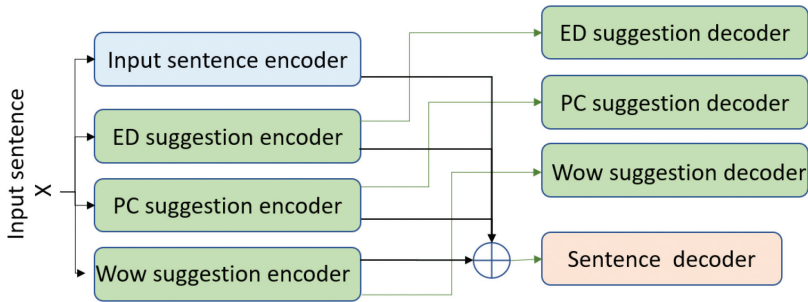 Input sentence
X
Input sentence encoder
ED suggestion encoder
PC suggestion encoder
Wow suggestion encoder
ED suggestion decoder
PC suggestion decoder
Wow suggestion decoder
Sentence decoder